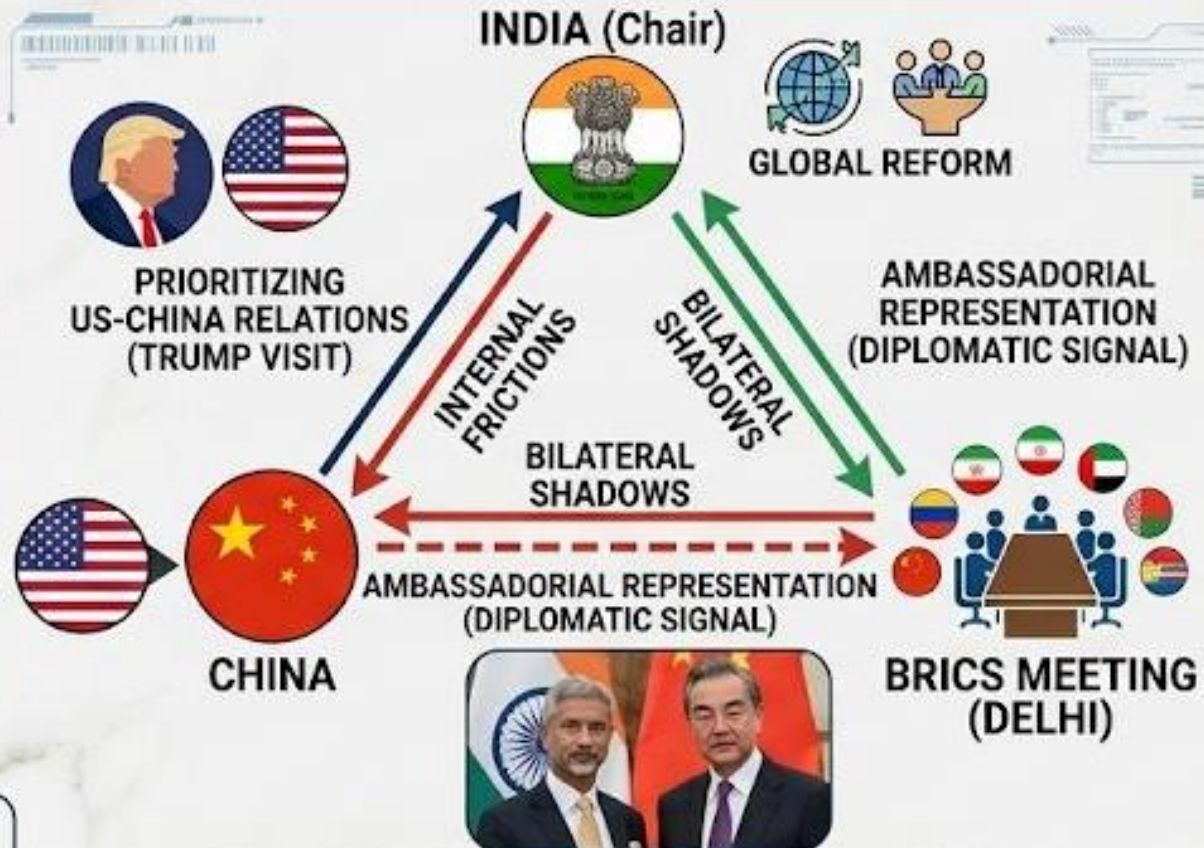 INDIA (Chair)
GLOBAL REFORM
PRIORITIZING
US-CHINA RELATIONS
(TRUMP VISIT)
AMBASSADORIAL
REPRESENTATION
(DIPLOMATIC SIGNAL)
INTERNAL
FRICTIONS
BILATERAL
SHADOWS
BILATERAL
SHADOWS
AMBASSADORIAL REPRESENTATION
(DIPLOMATIC SIGNAL)
CHINA
BRICS MEETING
(DELHI)